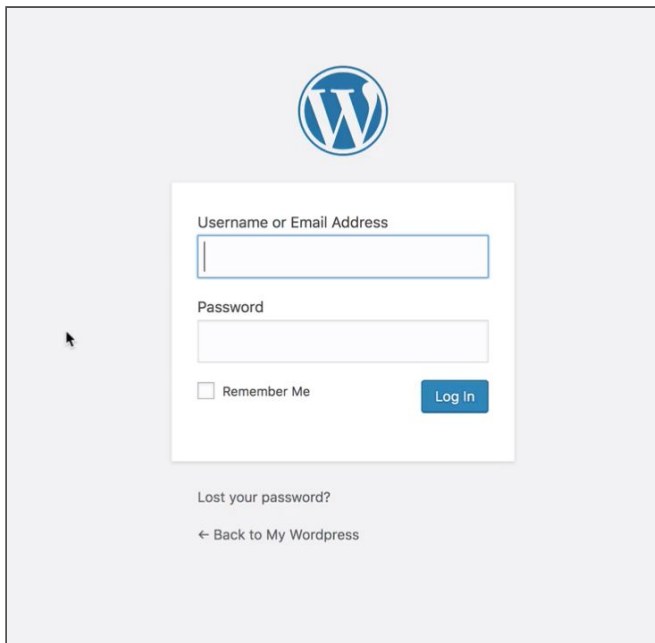 Username or Email Address
Password
Remember Me
Log In
Lost your password?
← Back to My Wordpress